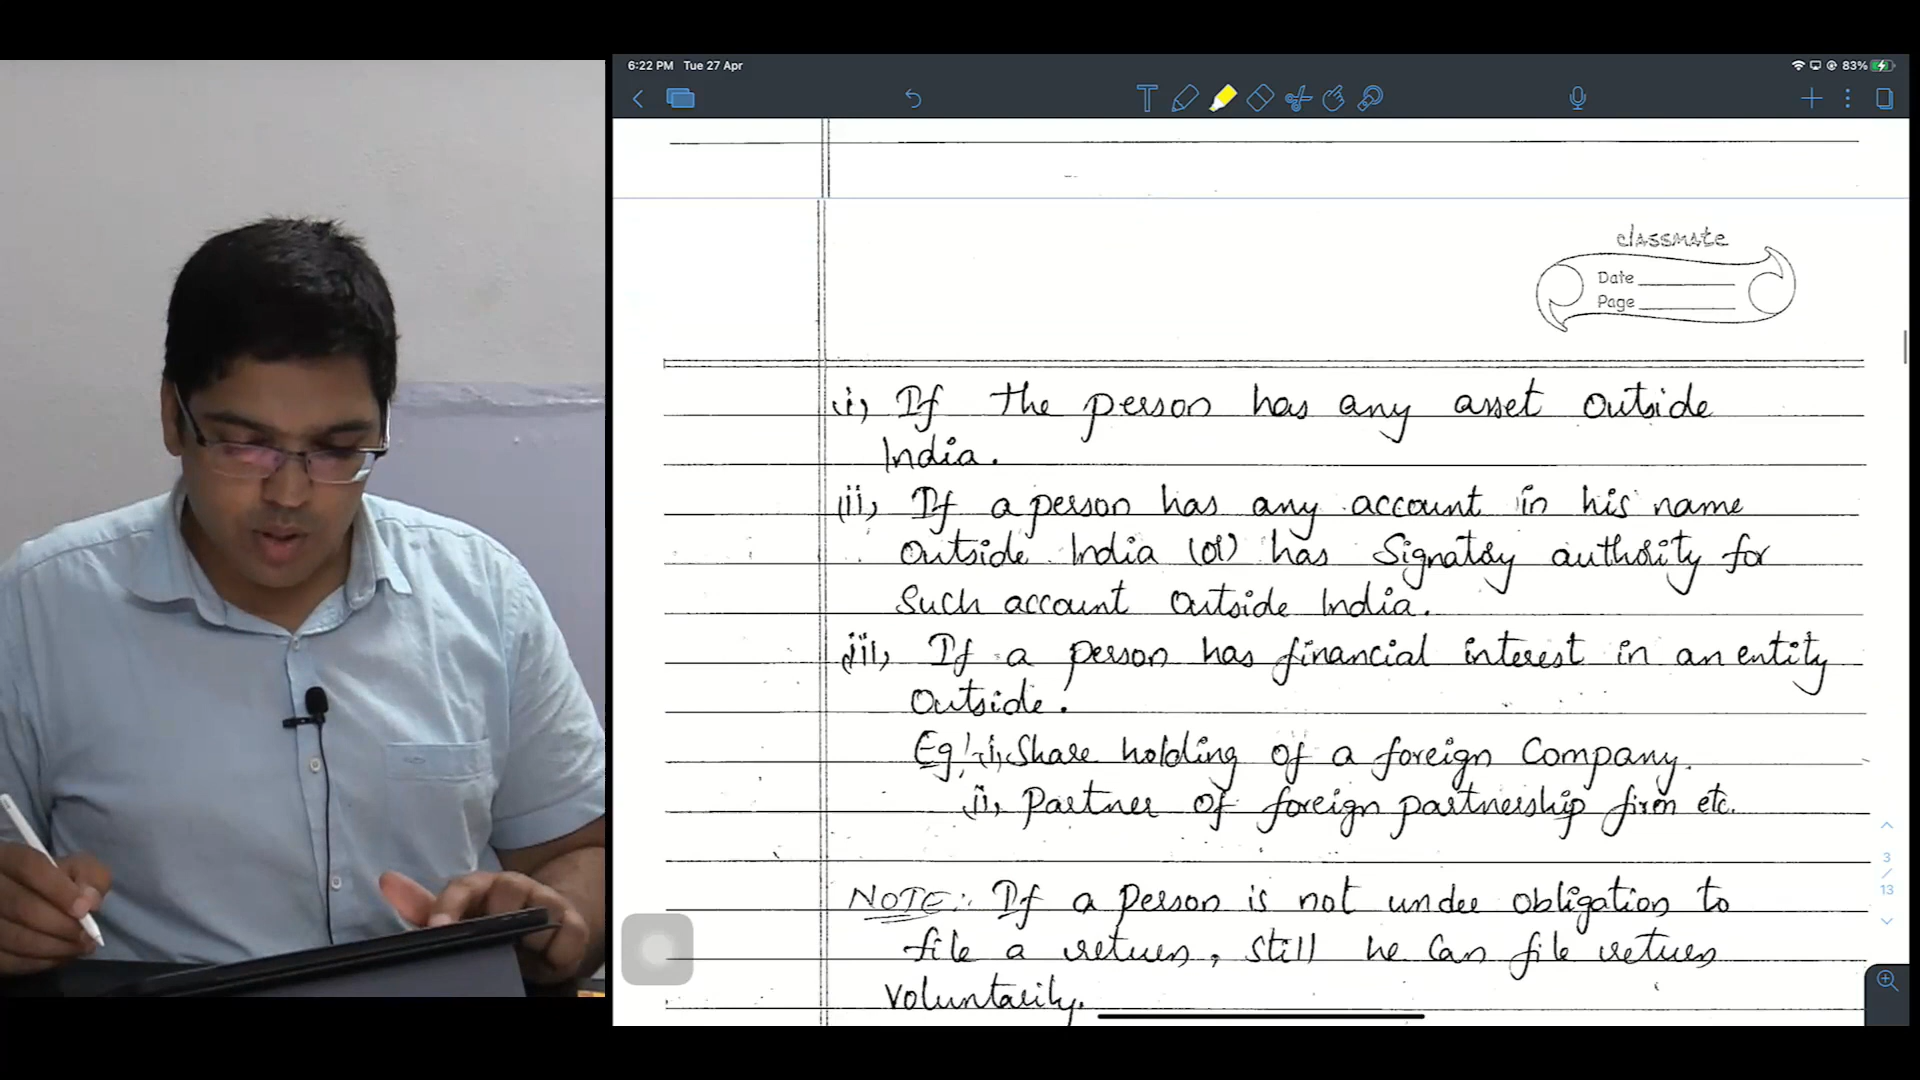 6:22 PM Tue 27 Apr
83%
classmate
Date
Page
(i) If the person has any asset outside
India.
(ii) If a person has any account in his name
outside India (or) has Signatory authority for
Such account outside India.
(iii) If a person has financial interest in an entity
outside.
Eg:- (i) Share holding of a foreign Company.
(ii) Partner of foreign partnership firm etc.
NOTE:- If a person is not under obligation to
file a return, still he can file return
voluntarily.
3
/
13